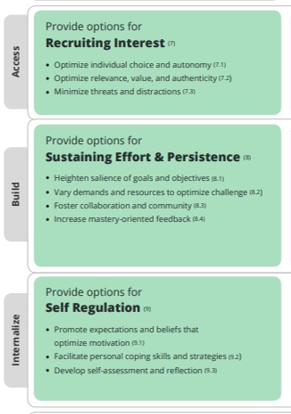 Access
Provide options for
Recruiting Interest (7)
• Optimize individual choice and autonomy (7.1)
• Optimize relevance, value, and authenticity (7.2)
• Minimize threats and distractions (7.3)
Build
Provide options for
Sustaining Effort & Persistence (8)
• Heighten salience of goals and objectives (8.1)
• Vary demands and resources to optimize challenge (8.2)
• Foster collaboration and community (8.3)
• Increase mastery-oriented feedback (8.4)
Internalize
Provide options for
Self Regulation (9)
• Promote expectations and beliefs that
optimize motivation (9.1)
• Facilitate personal coping skills and strategies (9.2)
• Develop self-assessment and reflection (9.3)